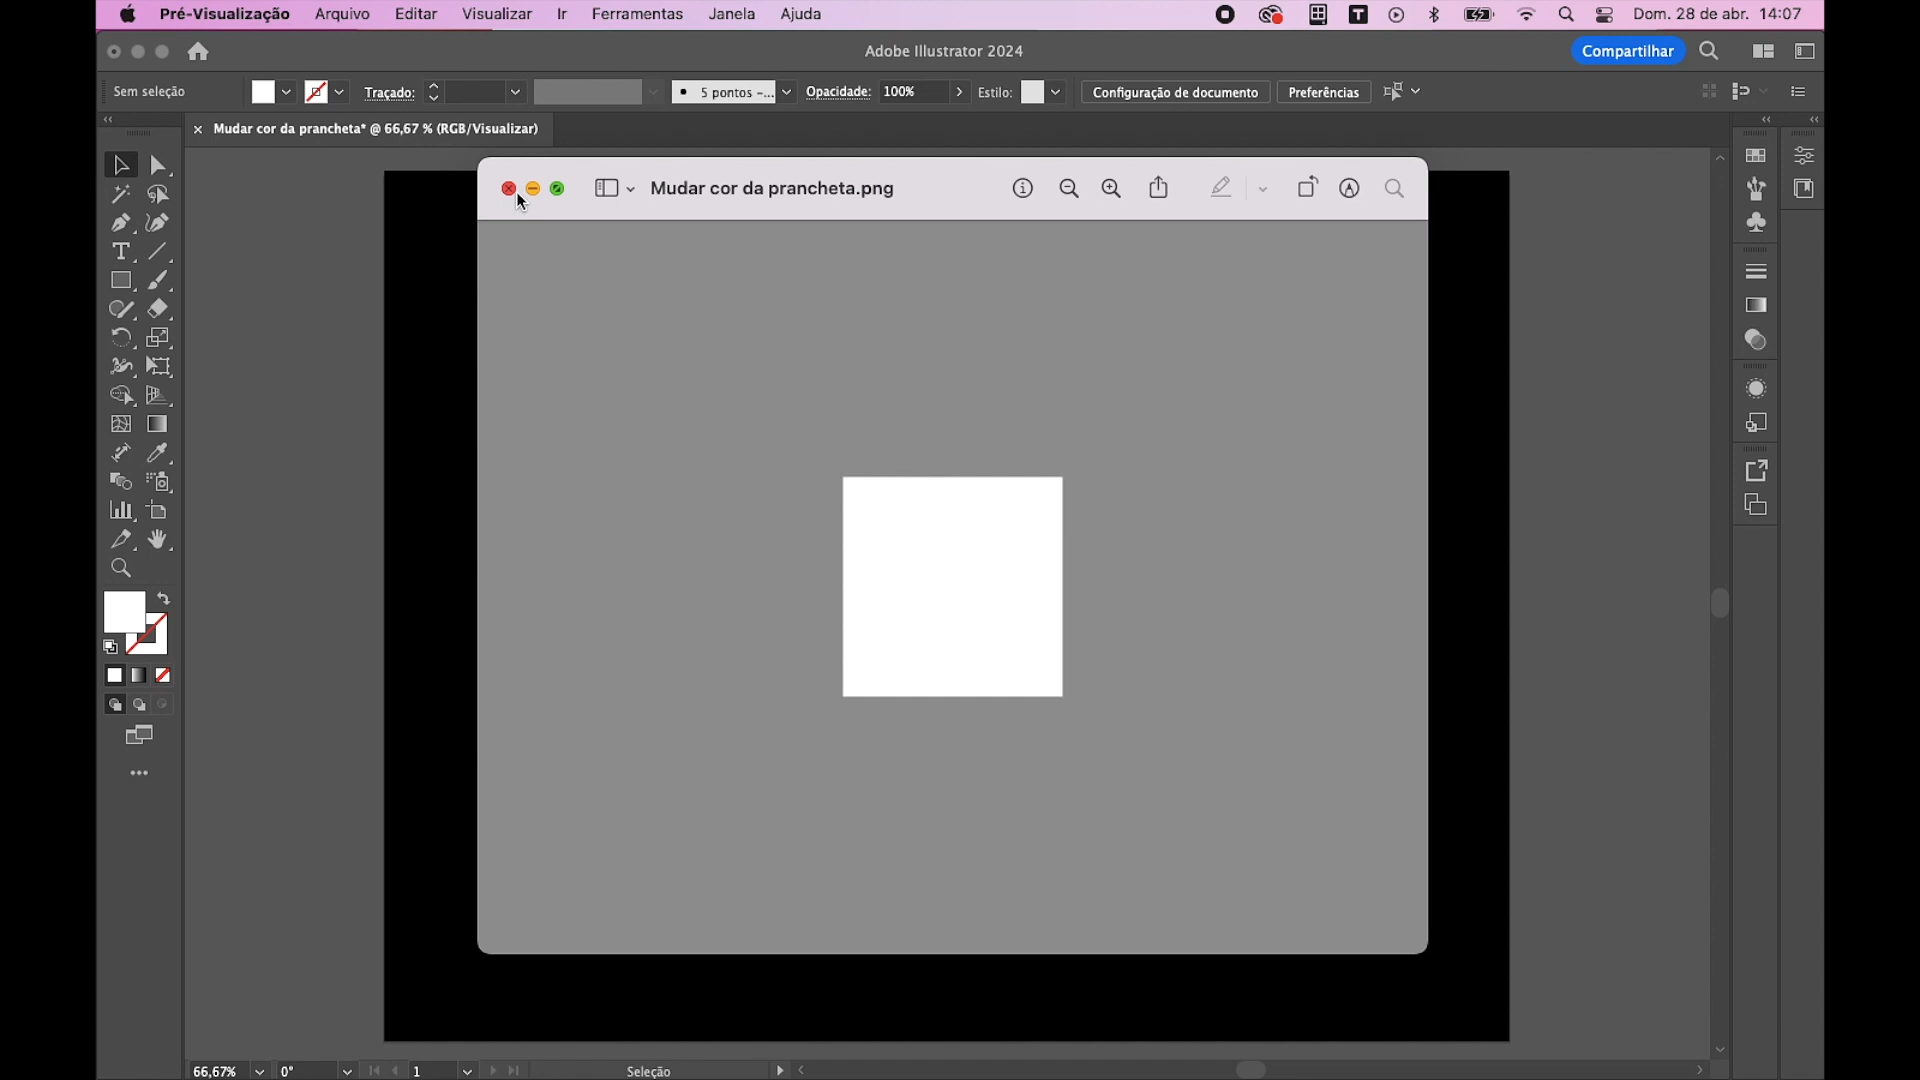 Pré-Visualização Arquivo Editar Visualizar Ir Ferramentas Janela Ajuda Dom. 28 de abr. 14:07
Adobe Illustrator 2024 Compartilhar
Sem seleção Traçado: 5 pontos -... Opacidade: 100% Estilo: Configuração de documento Preferências
Mudar cor da prancheta* @ 66,67 % (RGB/Visualizar)
Mudar cor da prancheta.png
66,67% 0° 1 Seleção